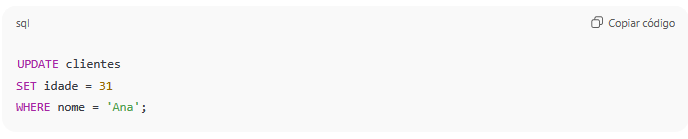 sql
Copiar código
UPDATE clientes
SET idade = 31
WHERE nome = 'Ana';